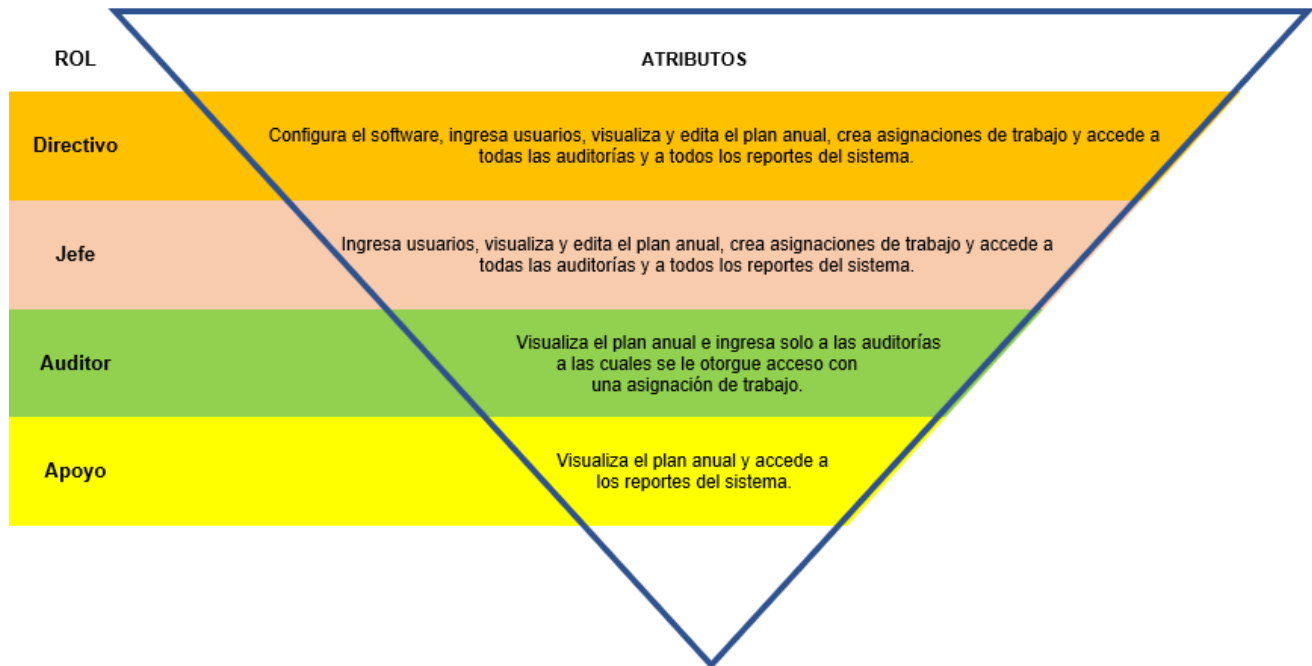 ROL
ATRIBUTOS
Directivo
Configura el software, ingresa usuarios, visualiza y edita el plan anual, crea asignaciones de trabajo y accede a
todas las auditorías y a todos los reportes del sistema.
Jefe
Ingresa usuarios, visualiza y edita el plan anual, crea asignaciones de trabajo y accede a
todas las auditorías y a todos los reportes del sistema.
Auditor
Visualiza el plan anual e ingresa solo a las auditorías
a las cuales se le otorgue acceso con
una asignación de trabajo.
Apoyo
Visualiza el plan anual y accede a
los reportes del sistema.